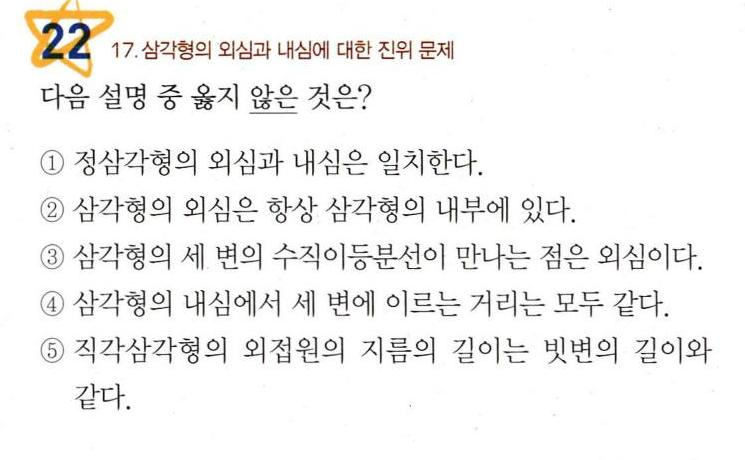 22 17. 삼각형의 외심과 내심에 대한 진위 문제
다음 설명 중 옳지 않은 것은?
① 정삼각형의 외심과 내심은 일치한다.
② 삼각형의 외심은 항상 삼각형의 내부에 있다.
③ 삼각형의 세 변의 수직이등분선이 만나는 점은 외심이다.
④ 삼각형의 내심에서 세 변에 이르는 거리는 모두 같다.
⑤ 직각삼각형의 외접원의 지름의 길이는 빗변의 길이와
같다.